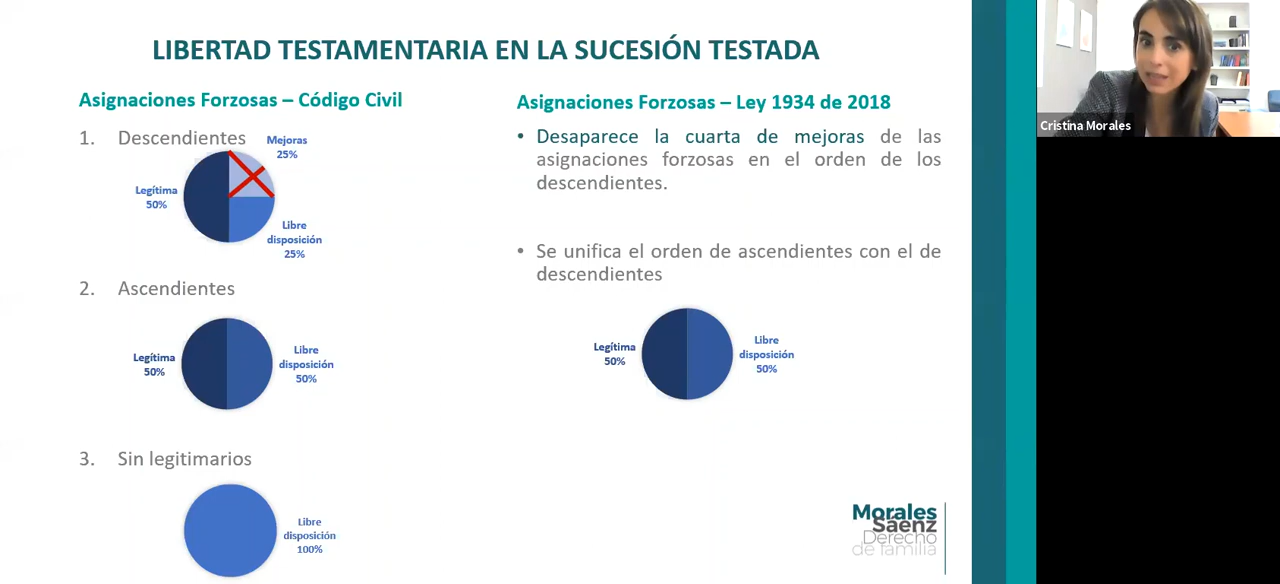 LIBERTAD TESTAMENTARIA EN LA SUCESIÓN TESTADA
Asignaciones Forzosas – Código Civil
1. Descendientes
Mejoras
25%
Legítima
50%
Libre
disposición
25%
2. Ascendientes
Legítima
50%
Libre
disposición
50%
3. Sin legitimarios
Libre
disposición
100%
Asignaciones Forzosas – Ley 1934 de 2018
• Desaparece la cuarta de mejoras de las
asignaciones forzosas en el orden de los
descendientes.
• Se unifica el orden de ascendientes con el de
descendientes
Legítima
50%
Libre
disposición
50%
Morales
Sáenz
Derecho
de familia
Cristina Morales